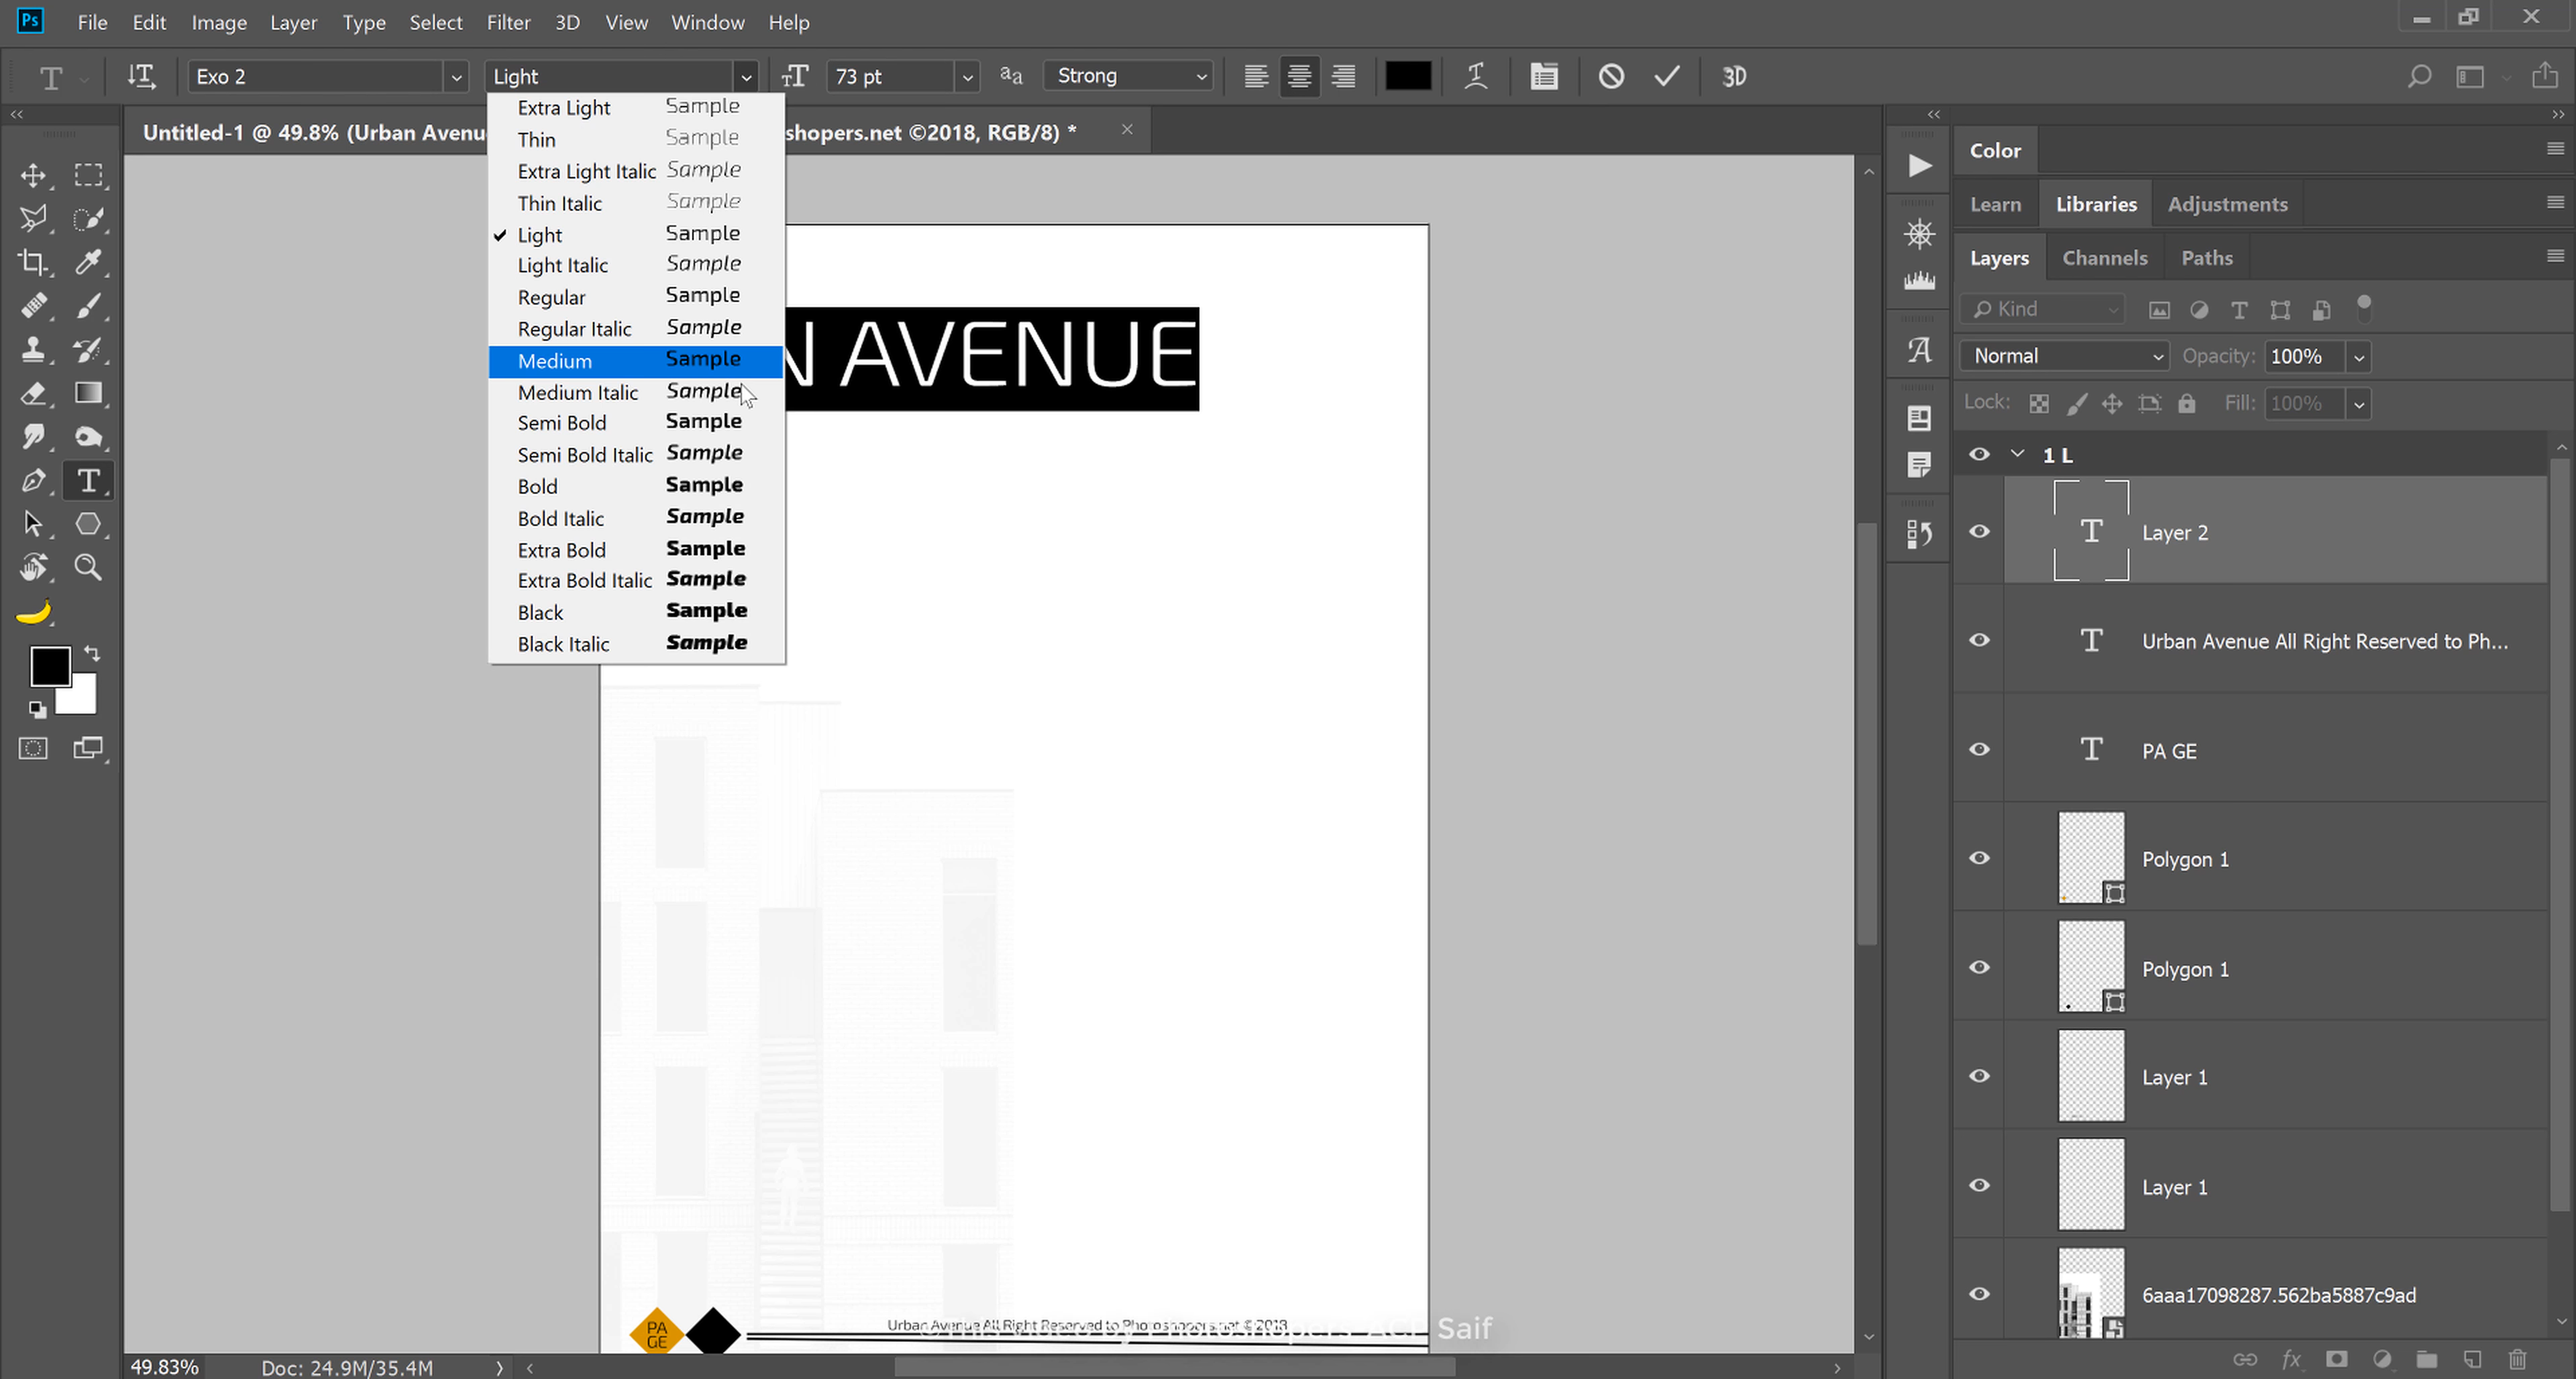 Ps File Edit Image Layer Type Select Filter 3D View Window Help
Exo 2 Light 73 pt aa Strong 3D
Untitled-1 @ 49.8% (Urban Avenu shopers.net ©2018, RGB/8) *
Extra Light Sample
Thin Sample
Extra Light Italic Sample
Thin Italic Sample
Light Sample
Light Italic Sample
Regular Sample
Regular Italic Sample
Medium Sample
Medium Italic Sample
Semi Bold Sample
Semi Bold Italic Sample
Bold Sample
Bold Italic Sample
Extra Bold Sample
Extra Bold Italic Sample
Black Sample
Black Italic Sample
N AVENUE
PA
GE
Urban Avenue All Right Reserved to Photoshopers.net ©2018
Saif
49.83% Doc: 24.9M/35.4M
Color
Learn Libraries Adjustments
Layers Channels Paths
Kind
Normal Opacity: 100%
Lock: Fill: 100%
1 L
Layer 2
Urban Avenue All Right Reserved to Ph...
PA GE
Polygon 1
Polygon 1
Layer 1
Layer 1
6aaa17098287.562ba5887c9ad
fx